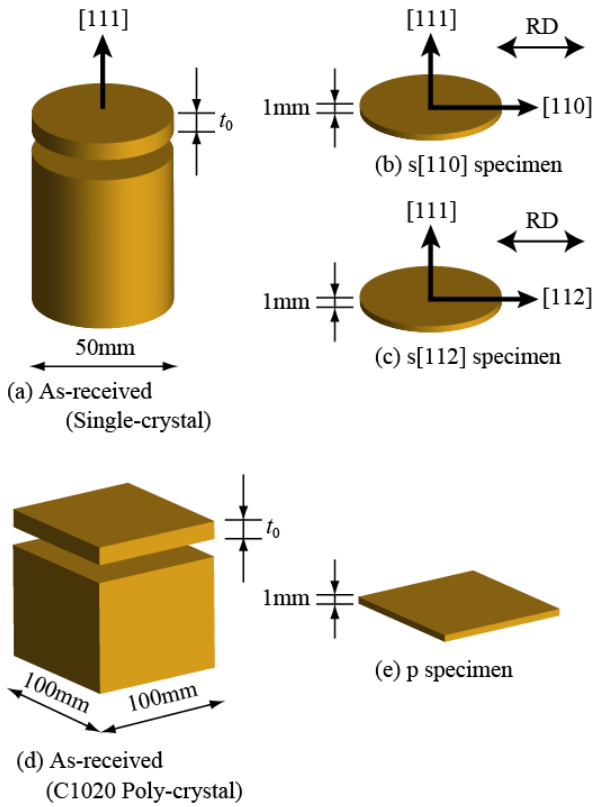 [111]
t₀
50mm
(a) As-received
(Single-crystal)
[111]
RD
1mm
[110]
(b) s[110] specimen
[111]
RD
1mm
[112]
(c) s[112] specimen
t₀
100mm
100mm
(d) As-received
(C1020 Poly-crystal)
1mm
(e) p specimen